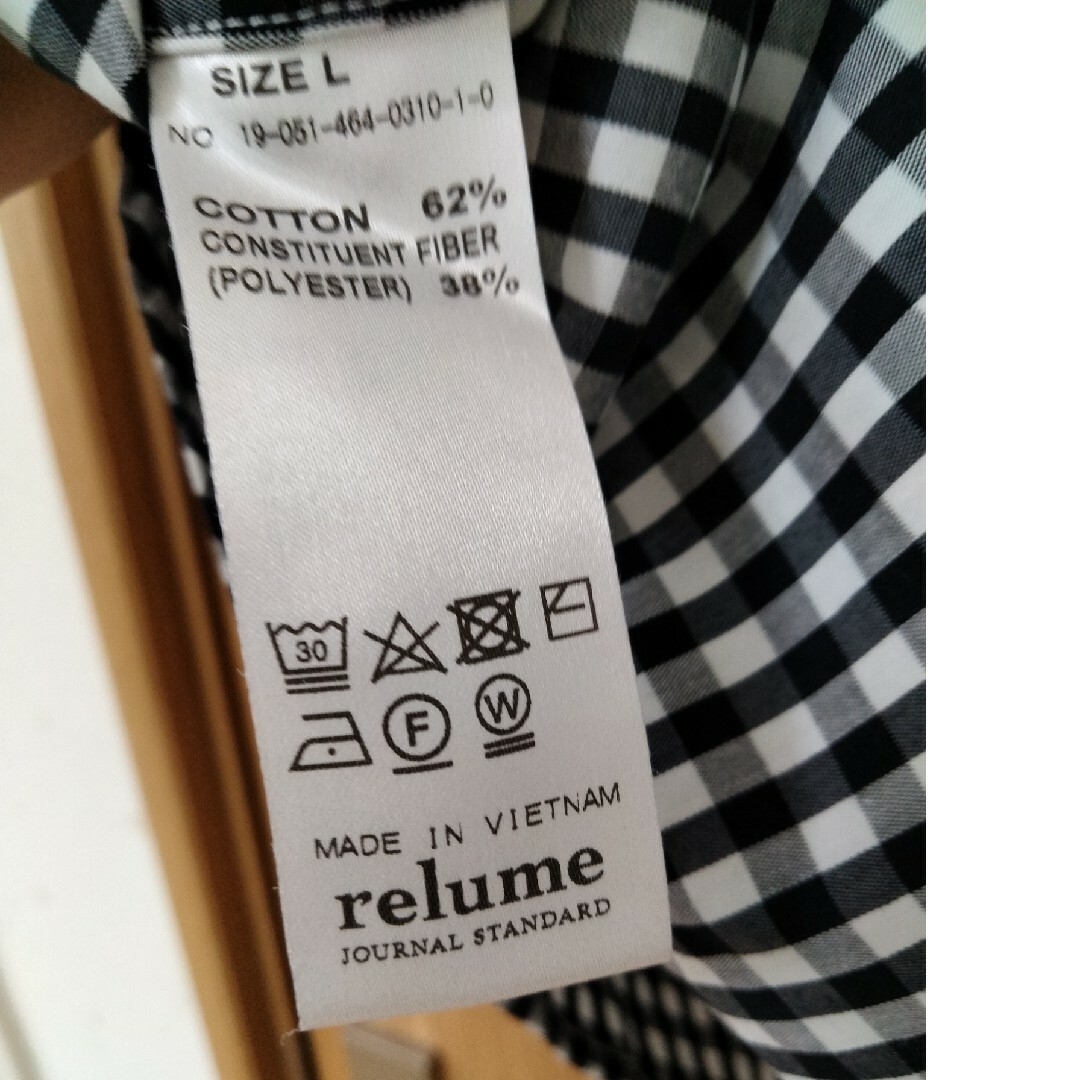 SIZE L
NO 19-051-464-0310-1-0
COTTON 62%
CONSTITUENT FIBER
(POLYESTER) 38%
30
F W
MADE IN VIETNAM
relume
JOURNAL STANDARD